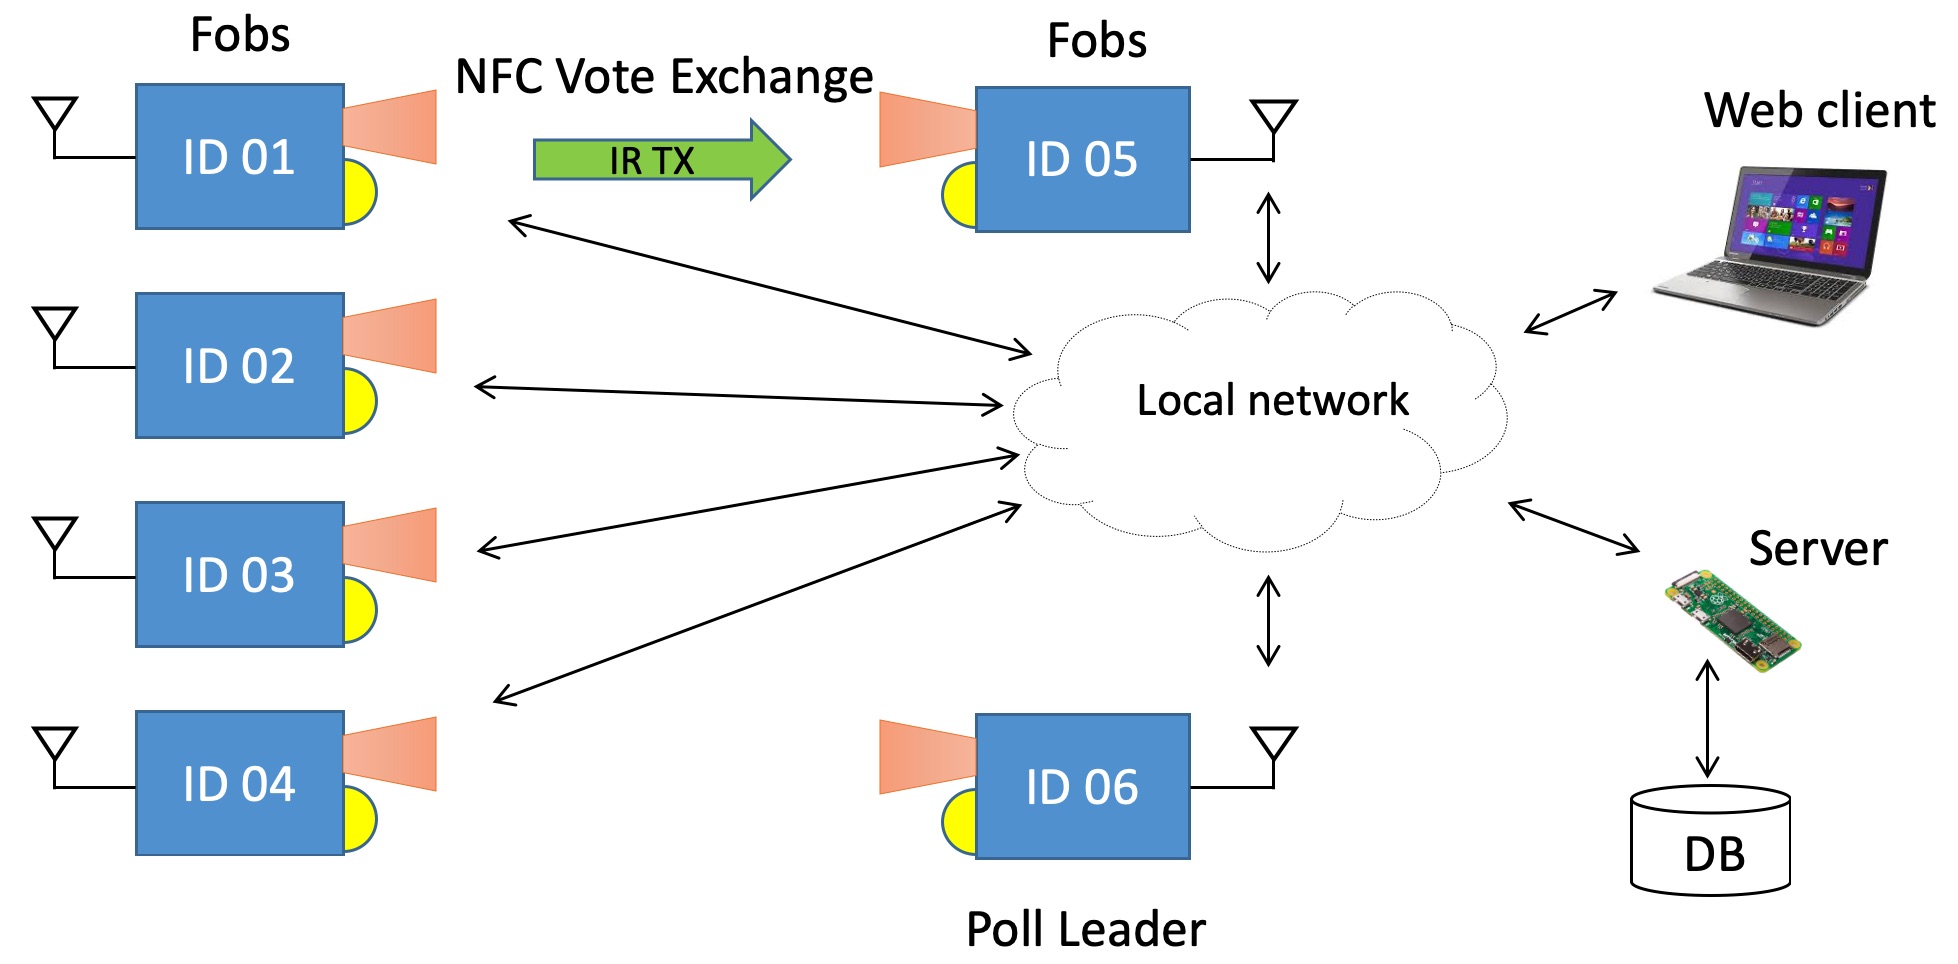 Fobs
NFC Vote Exchange
Fobs
Web client
ID 01
IR TX
ID 05
ID 02
Local network
ID 03
Server
ID 04
ID 06
DB
Poll Leader